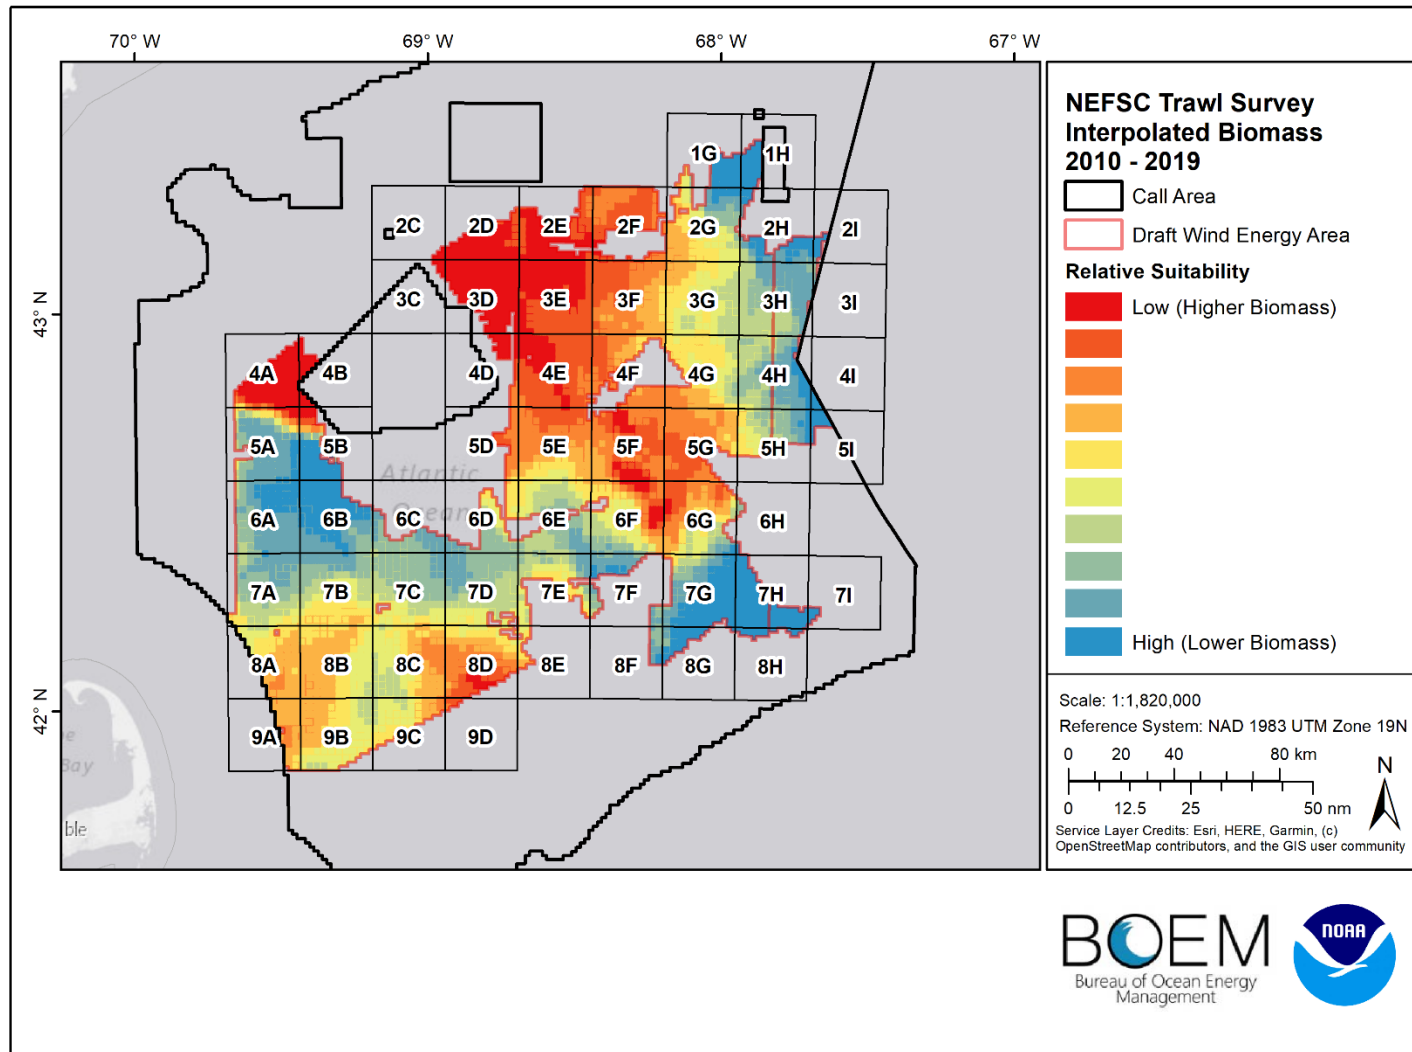 70° W
69° W
68° W
67° W
43° N
42° N
1G
1H
2C
2D
2E
2F
2G
2H
2I
3C
3D
3E
3F
3G
3H
3I
4A
4B
4D
4E
4F
4G
4H
4I
5A
5B
5D
5E
5F
5G
5H
5I
Atlantic
Ocean
6A
6B
6C
6D
6E
6F
6G
6H
7A
7B
7C
7D
7E
7F
7G
7H
7I
8A
8B
8C
8D
8E
8F
8G
8H
9A
9B
9C
9D
Bay
ble
NEFSC Trawl Survey
Interpolated Biomass
2010 - 2019
Call Area
Draft Wind Energy Area
Relative Suitability
Low (Higher Biomass)
High (Lower Biomass)
Scale: 1:1,820,000
Reference System: NAD 1983 UTM Zone 19N
0 20 40 80 km
0 12.5 25 50 nm
N
Service Layer Credits: Esri, HERE, Garmin, (c)
OpenStreetMap contributors, and the GIS user community
BOEM
Bureau of Ocean Energy
Management
NOAA